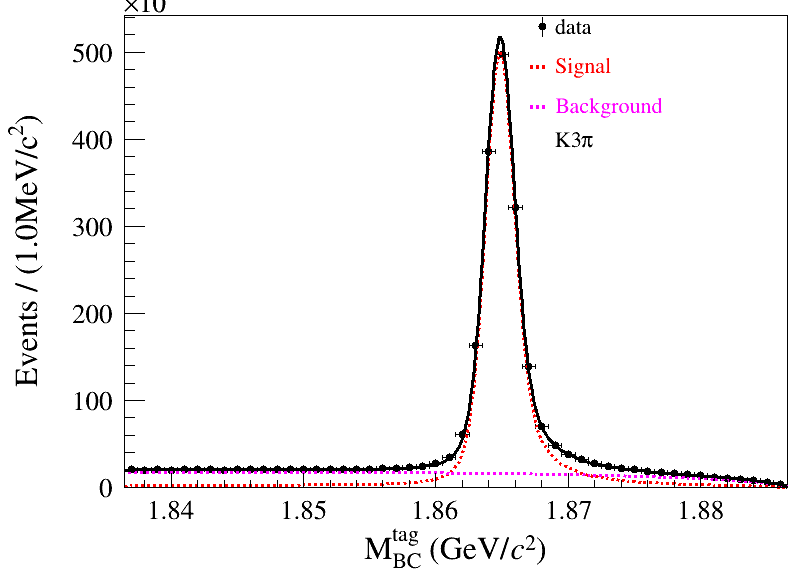 ×10
500
400
300
200
100
0
Events / (1.0MeV/c²)
data
Signal
Background
K3π
1.84 1.85 1.86 1.87 1.88
M_BC^tag (GeV/c²)